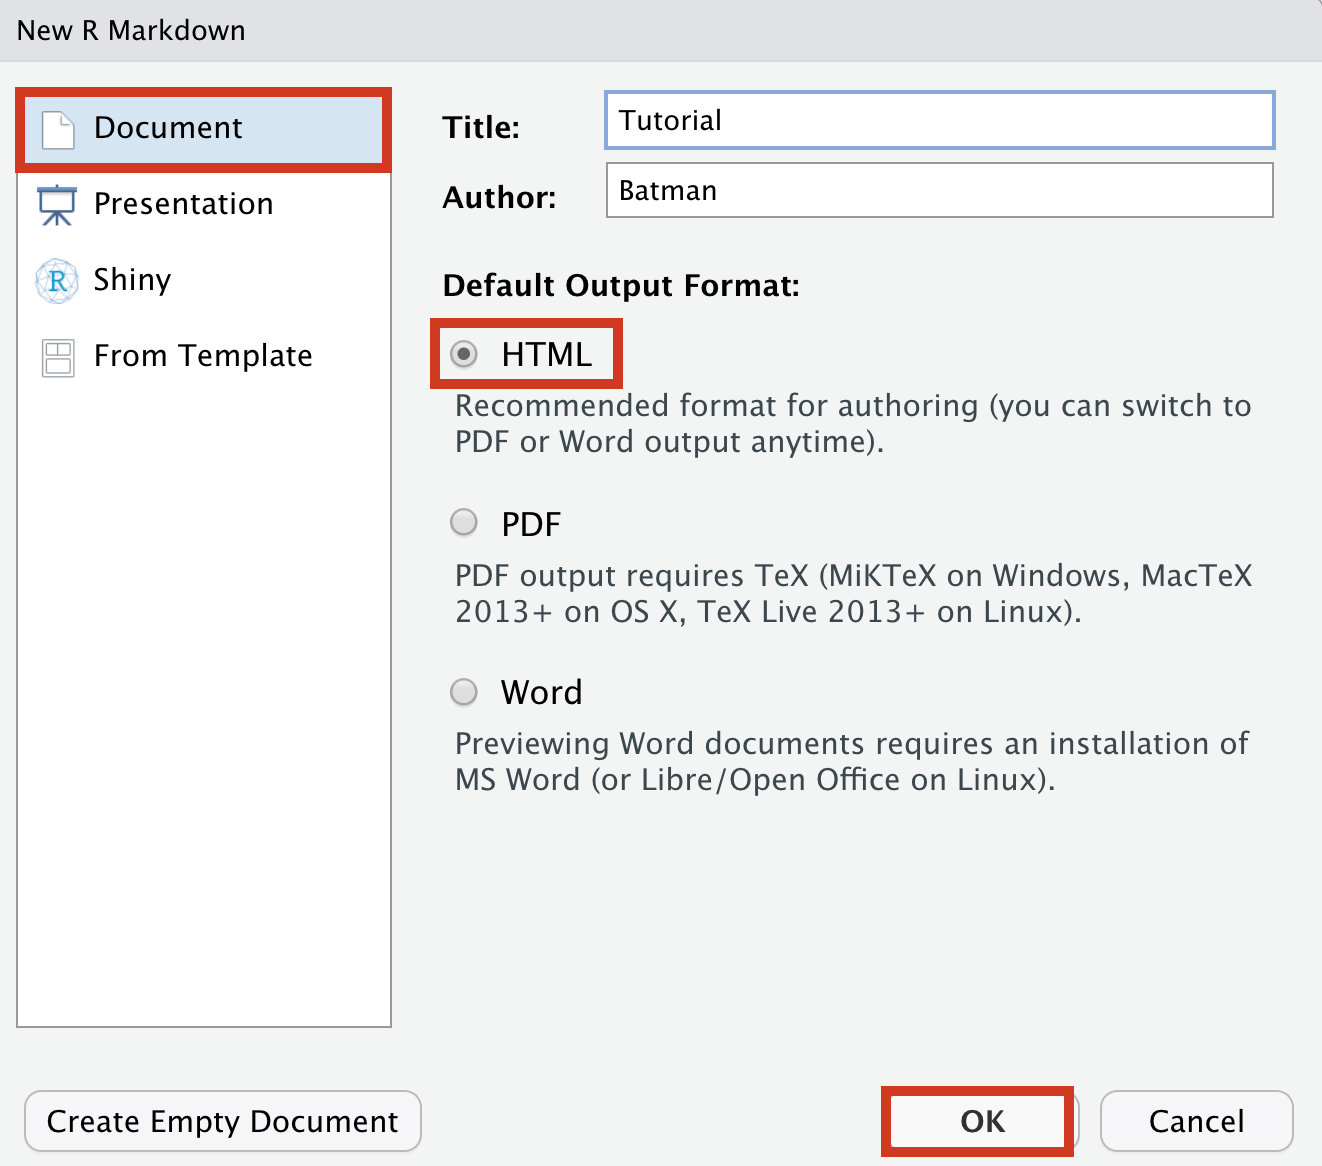 New R Markdown
Document
Presentation
R
Shiny
From Template
Title:
Tutorial
Author:
Batman
Default Output Format:
HTML
Recommended format for authoring (you can switch to
PDF or Word output anytime).
PDF
PDF output requires TeX (MiKTeX on Windows, MacTeX
2013+ on OS X, TeX Live 2013+ on Linux).
Word
Previewing Word documents requires an installation of
MS Word (or Libre/Open Office on Linux).
Create Empty Document
OK
Cancel